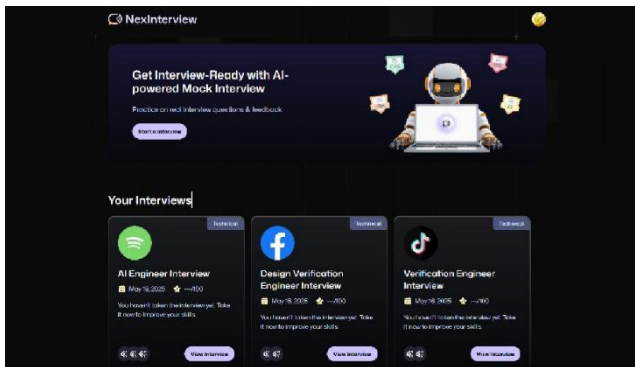 NexInterview
Get Interview-Ready with AI-
powered Mock Interview
Practice on real interview questions & feedback
Start an Interview
Your Interviews
Technical
Technical
Technical
AI Engineer Interview
May 19, 2025 ---/100
You haven't taken the interview yet. Take
it now to improve your skills.
View Interview
Design Verification
Engineer Interview
May 19, 2025 ---/100
You haven't taken the interview yet. Take
it now to improve your skills.
View Interview
Verification Engineer
Interview
May 19, 2025 ---/100
You haven't taken the interview yet. Take
it now to improve your skills.
View Interview